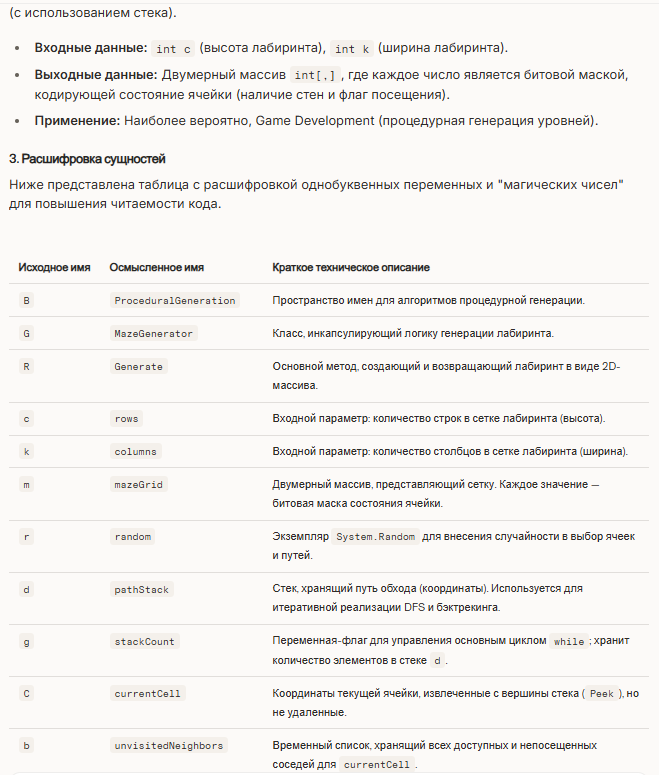 (с использованием стека).
Входные данные: int c (высота лабиринта), int k (ширина лабиринта).
Выходные данные: Двумерный массив int[,], где каждое число является битовой маской,
кодирующей состояние ячейки (наличие стен и флаг посещения).
Применение: Наиболее вероятно, Game Development (процедурная генерация уровней).
3. Расшифровка сущностей
Ниже представлена таблица с расшифровкой однобуквенных переменных и "магических чисел"
для повышения читаемости кода.
Исходное имя Осмысленное имя Краткое техническое описание
B ProceduralGeneration Пространство имен для алгоритмов процедурной генерации.
G MazeGenerator Класс, инкапсулирующий логику генерации лабиринта.
R Generate Основной метод, создающий и возвращающий лабиринт в виде 2D-
массива.
c rows Входной параметр: количество строк в сетке лабиринта (высота).
k columns Входной параметр: количество столбцов в сетке лабиринта (ширина).
m mazeGrid Двумерный массив, представляющий сетку. Каждое значение —
битовая маска состояния ячейки.
r random Экземпляр System.Random для внесения случайности в выбор ячеек
и путей.
d pathStack Стек, хранящий путь обхода (координаты). Используется для
итеративной реализации DFS и бэктрекинга.
g stackCount Переменная-флаг для управления основным циклом while; хранит
количество элементов в стеке d.
C currentCell Координаты текущей ячейки, извлеченные с вершины стека (Peek), но
не удаленные.
b unvisitedNeighbors Временный список, хранящий всех доступных и непосещенных
соседей для currentCell.